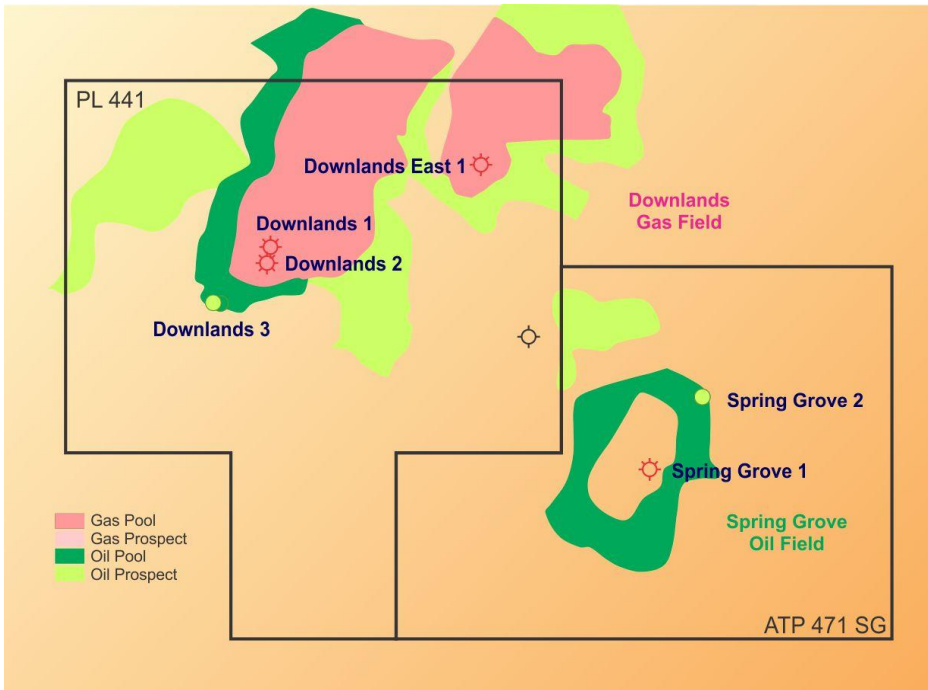 PL 441
Downlands East 1
Downlands
Gas Field
Downlands 1
Downlands 2
Downlands 3
Spring Grove 2
Spring Grove 1
Spring Grove
Oil Field
Gas Pool
Gas Prospect
Oil Pool
Oil Prospect
ATP 471 SG